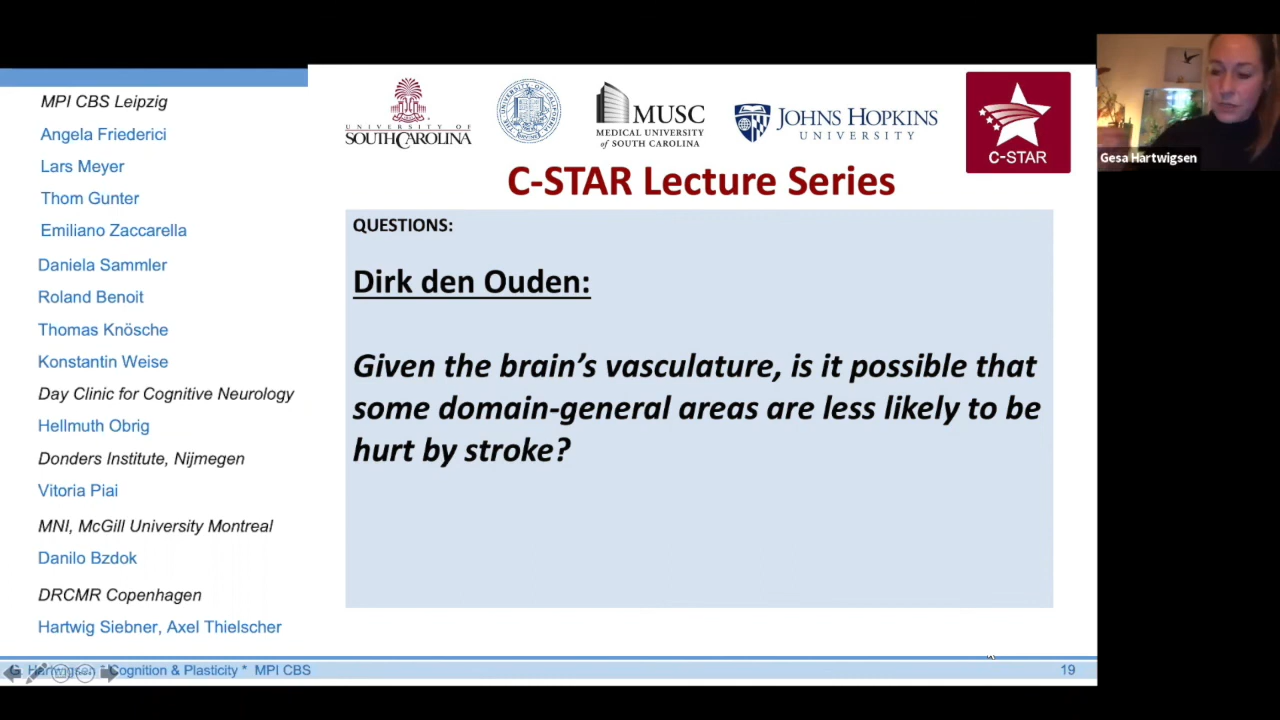 MPI CBS Leipzig
Angela Friederici
Lars Meyer
Thom Gunter
Emiliano Zaccarella
Daniela Sammler
Roland Benoit
Thomas Knösche
Konstantin Weise
Day Clinic for Cognitive Neurology
Hellmuth Obrig
Donders Institute, Nijmegen
Vitoria Piai
MNI, McGill University Montreal
Danilo Bzdok
DRCMR Copenhagen
Hartwig Siebner, Axel Thielscher
UNIVERSITY OF
SOUTH CAROLINA
MUSC
MEDICAL UNIVERSITY
of SOUTH CAROLINA
JOHNS HOPKINS
UNIVERSITY
C-STAR
C-STAR Lecture Series
QUESTIONS:
Dirk den Ouden:
Given the brain’s vasculature, is it possible that
some domain-general areas are less likely to be
hurt by stroke?
G. Hartwigsen * Cognition & Plasticity * MPI CBS
19
Gesa Hartwigsen